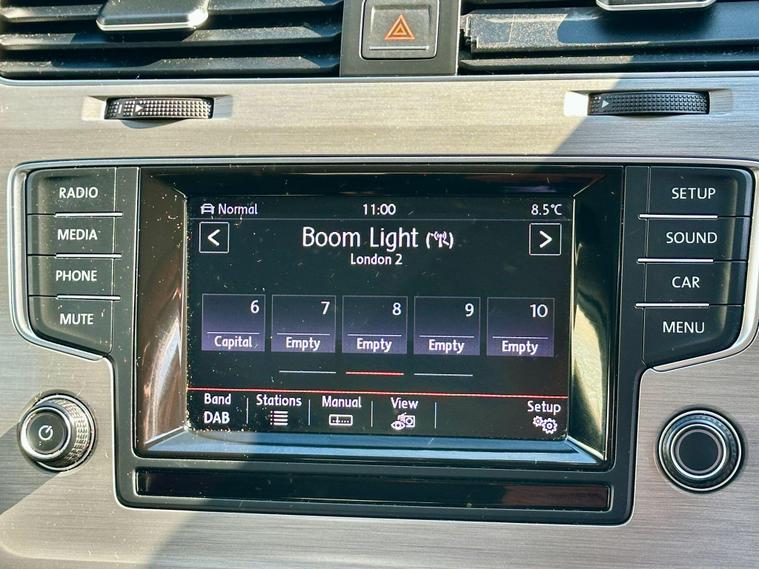 RADIO
MEDIA
PHONE
MUTE
Normal 11:00 8.5°C
Boom Light
London 2
6 7 8 9 10
Capital Empty Empty Empty Empty
Band Stations Manual View Setup
DAB
SETUP
SOUND
CAR
MENU